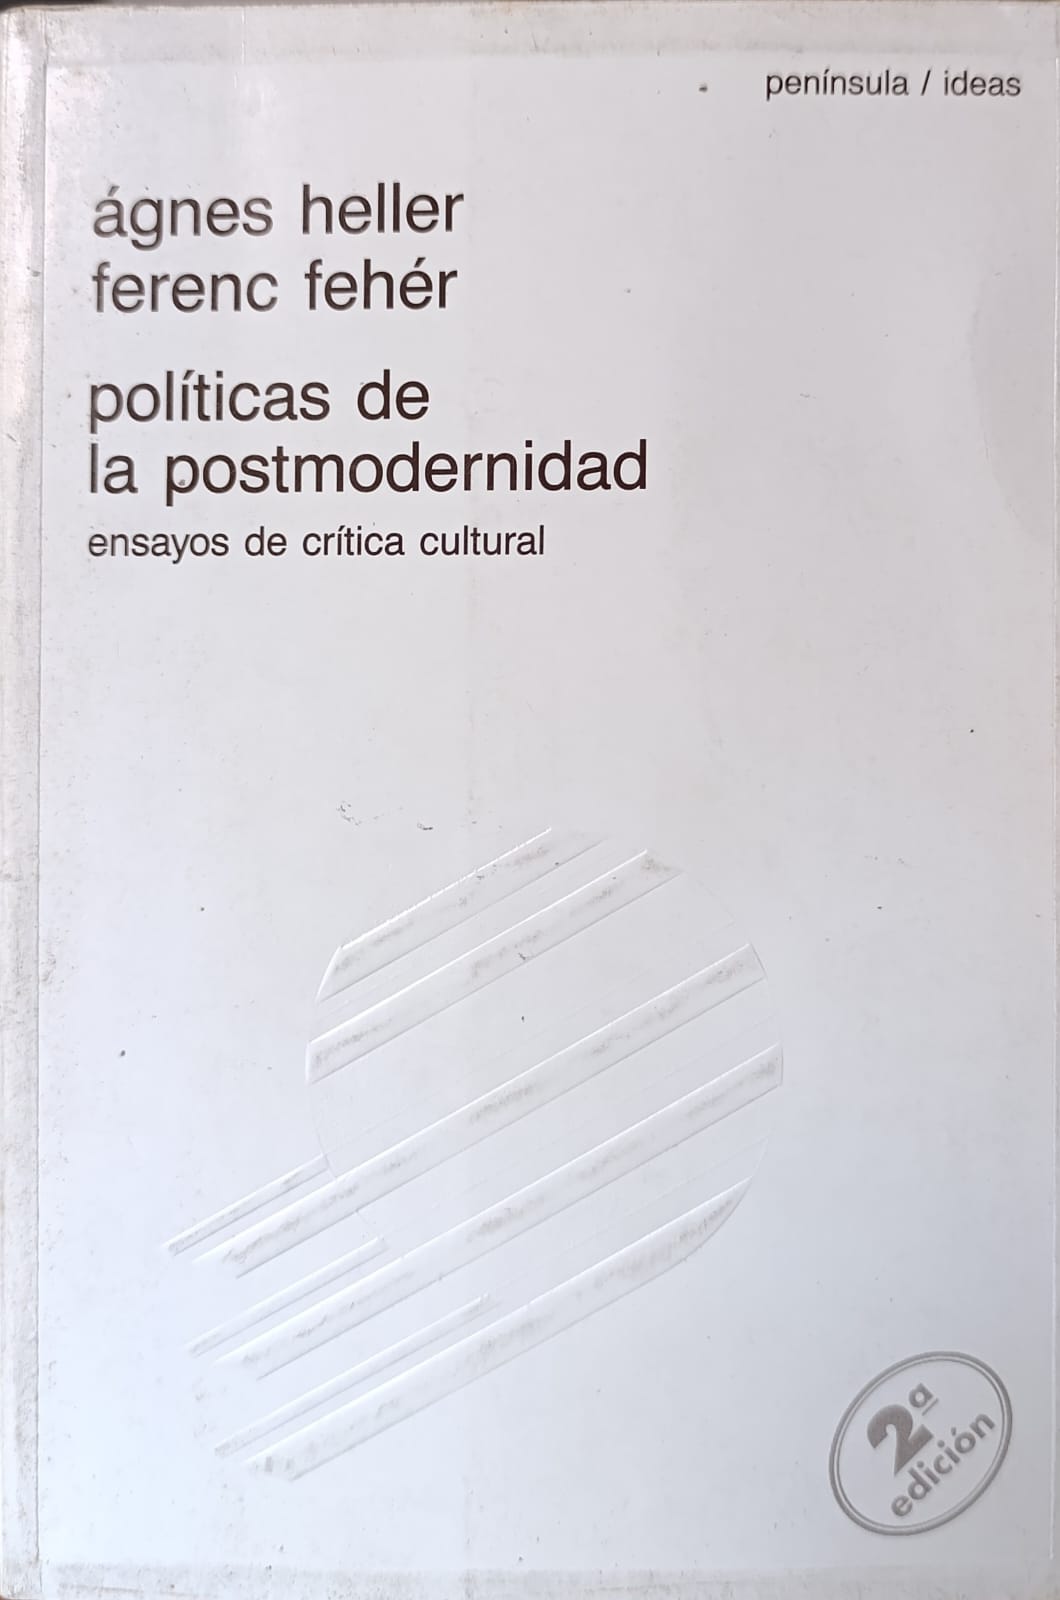 península / ideas
ágnes heller
ferenc fehér
políticas de
la postmodernidad
ensayos de crítica cultural
2ª
edición